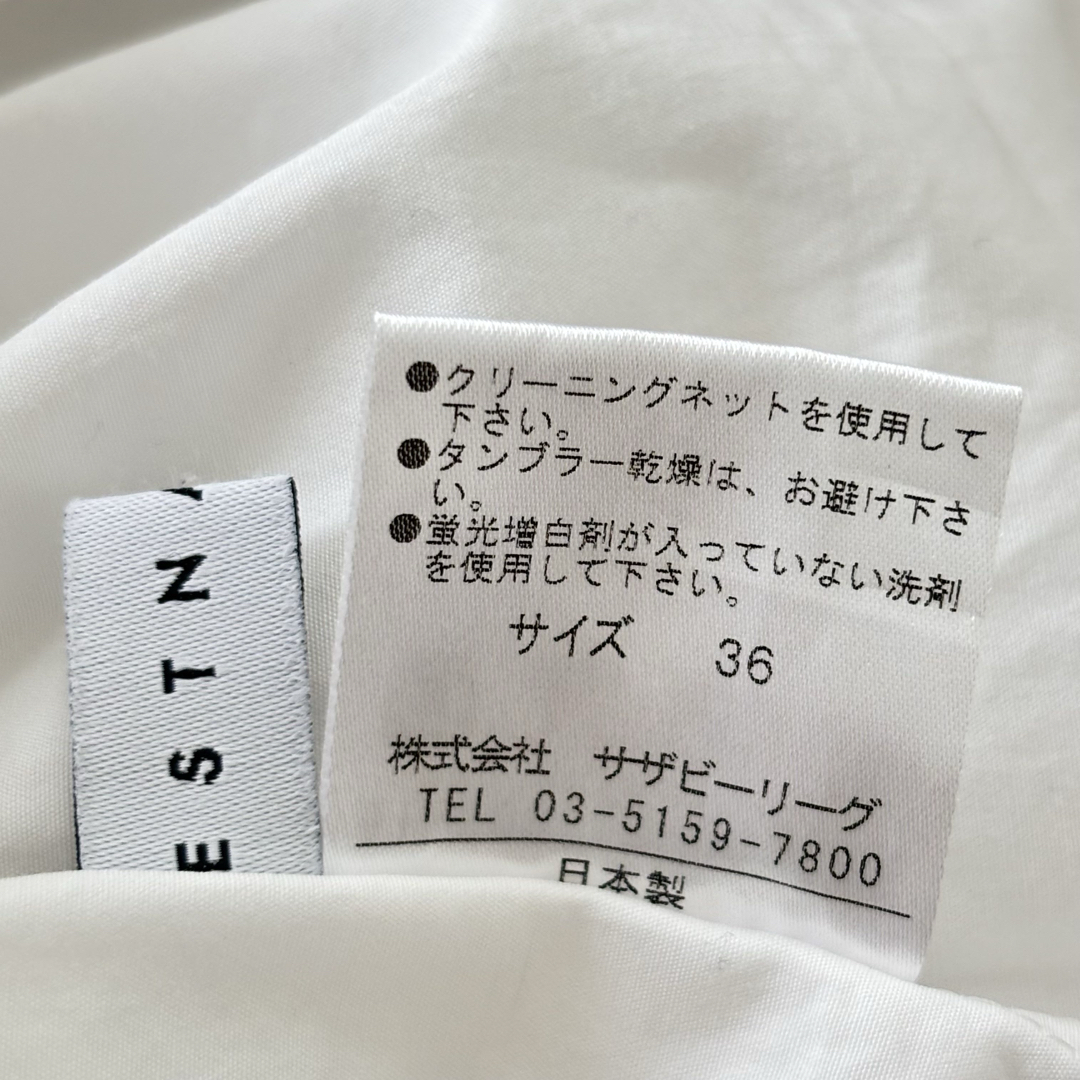 ●クリーニングネットを使用して
下さい。
●タンブラー乾燥は、お避け下さ
い。
●蛍光増白剤が入っていない洗剤
を使用して下さい。
サイズ 36
株式会社 サザビーリーグ
TEL 03-5159-7800
日本製
ESTN